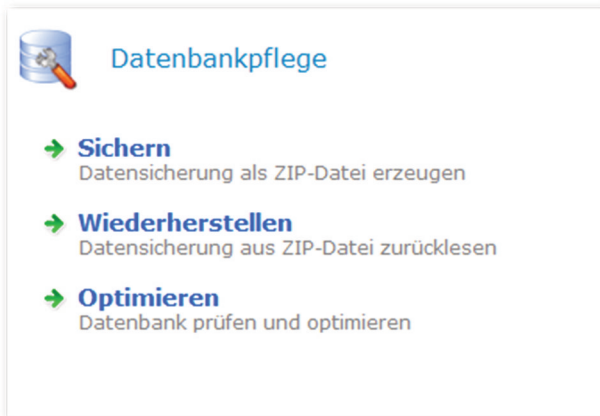 Datenbankpflege
Sichern
Datensicherung als ZIP-Datei erzeugen
Wiederherstellen
Datensicherung aus ZIP-Datei zurücklesen
Optimieren
Datenbank prüfen und optimieren